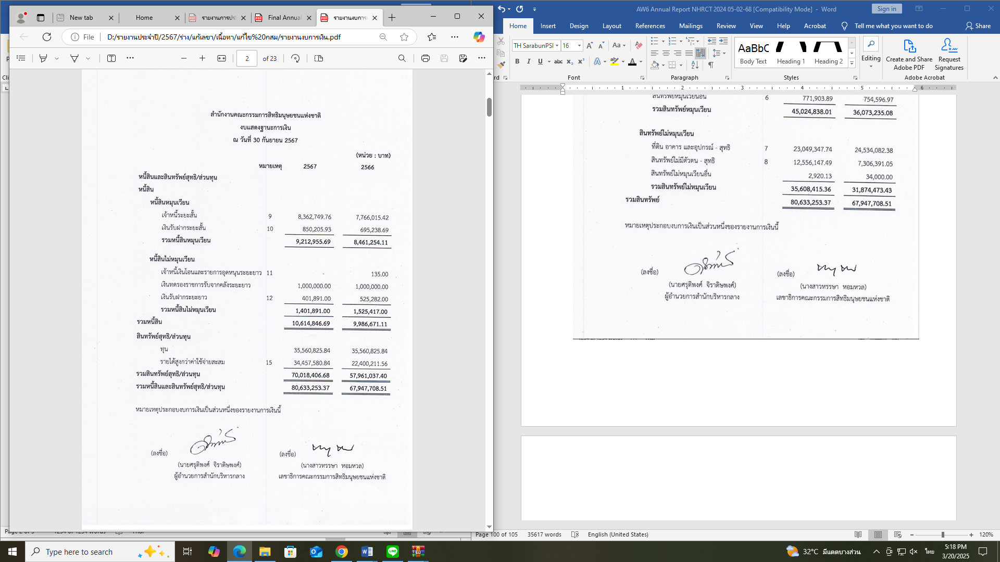 New tab
Home
รายงานการประ
Final Annual
รายงานงบการเ
File
D:/รายงานประจำปี/2567/ร่าง/แก้เลขา/เนื้อหา/แก้ไข%20กสม/รายงานงบการเงิน.pdf
2 of 23
สำนักงานคณะกรรมการสิทธิมนุษยชนแห่งชาติ
งบแสดงฐานะการเงิน
ณ วันที่ 30 กันยายน 2567
(หน่วย : บาท)
หมายเหตุ 2567 2566
หนี้สินและสินทรัพย์สุทธิ/ส่วนทุน
หนี้สิน
หนี้สินหมุนเวียน
เจ้าหนี้ระยะสั้น 9 8,362,749.76 7,766,015.42
เงินรับฝากระยะสั้น 10 850,205.93 695,238.69
รวมหนี้สินหมุนเวียน 9,212,955.69 8,461,254.11
หนี้สินไม่หมุนเวียน
เจ้าหนี้เงินโอนและรายการอุดหนุนระยะยาว 11 - 135.00
เงินทดรองราชการรับจากคลังระยะยาว 1,000,000.00 1,000,000.00
เงินรับฝากระยะยาว 12 401,891.00 525,282.00
รวมหนี้สินไม่หมุนเวียน 1,401,891.00 1,525,417.00
รวมหนี้สิน 10,614,846.69 9,986,671.11
สินทรัพย์สุทธิ/ส่วนทุน
ทุน 35,560,825.84 35,560,825.84
รายได้สูงกว่าค่าใช้จ่ายสะสม 15 34,457,580.84 22,400,211.56
รวมสินทรัพย์สุทธิ/ส่วนทุน 70,018,406.68 57,961,037.40
รวมหนี้สินและสินทรัพย์สุทธิ/ส่วนทุน 80,633,253.37 67,947,708.51
หมายเหตุประกอบงบการเงินเป็นส่วนหนึ่งของรายงานการเงินนี้
(ลงชื่อ) (ลงชื่อ)
(นายศรุติพงศ์ จิราดิษพงศ์) (นางสาวหรรษา หอมหวล)
ผู้อำนวยการสำนักบริหารกลาง เลขาธิการคณะกรรมการสิทธิมนุษยชนแห่งชาติ
AW6 Annual Report NHRCT 2024 05-02-68 [Compatibility Mode] - Word
Sign in
Home Insert Design Layout References Mailings Review View Help Acrobat Tell me what you want to do Share
TH SarabunPSI 16
AaBbC
Body Text Heading 1 Heading 2
Editing
Create and Share Adobe PDF
Request Signatures
Font Paragraph Styles Adobe Acrobat
1 2 3 4 5 6
สินทรัพย์หมุนเวียนอื่น 6 771,903.89 754,596.97
รวมสินทรัพย์หมุนเวียน 45,024,838.01 36,073,235.08
สินทรัพย์ไม่หมุนเวียน
ที่ดิน อาคาร และอุปกรณ์ - สุทธิ 7 23,049,347.74 24,534,082.38
สินทรัพย์ไม่มีตัวตน - สุทธิ 8 12,556,147.49 7,306,391.05
สินทรัพย์ไม่หมุนเวียนอื่น 2,920.13 34,000.00
รวมสินทรัพย์ไม่หมุนเวียน 35,608,415.36 31,874,473.43
รวมสินทรัพย์ 80,633,253.37 67,947,708.51
หมายเหตุประกอบงบการเงินเป็นส่วนหนึ่งของรายงานการเงินนี้
(ลงชื่อ) (ลงชื่อ)
(นายศรุติพงศ์ จิราดิษพงศ์) (นางสาวหรรษา หอมหวล)
ผู้อำนวยการสำนักบริหารกลาง เลขาธิการคณะกรรมการสิทธิมนุษยชนแห่งชาติ
Page 100 of 105 35617 words English (United States) 120%
Type here to search
32°C มีแดดบางส่วน
ไทย
5:18 PM
3/20/2025